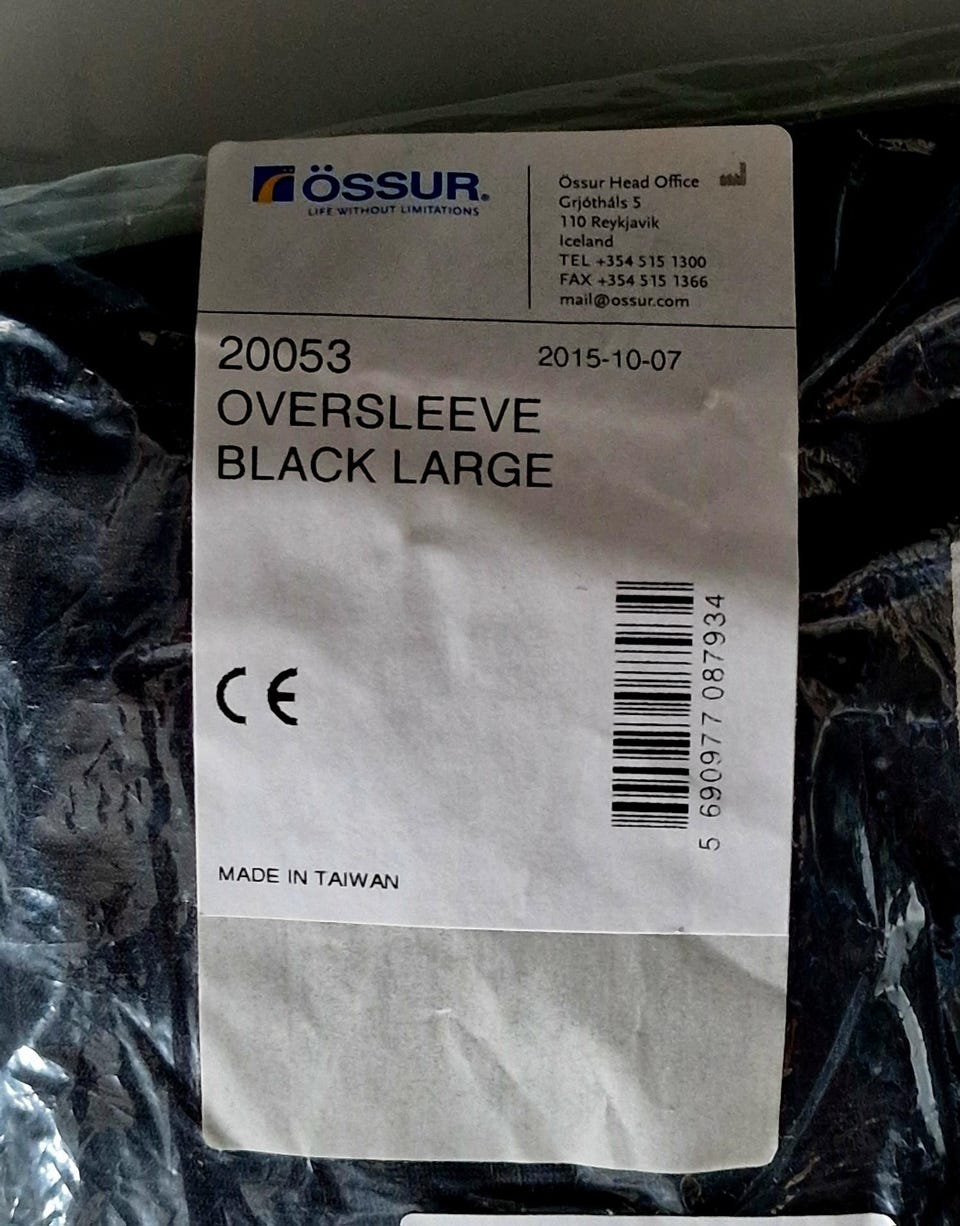 ÖSSUR®
LIFE WITHOUT LIMITATIONS
Össur Head Office
Grjótháls 5
110 Reykjavik
Iceland
TEL +354 515 1300
FAX +354 515 1366
mail@ossur.com
20053
2015-10-07
OVERSLEEVE
BLACK LARGE
CE
5 690977 087934
MADE IN TAIWAN